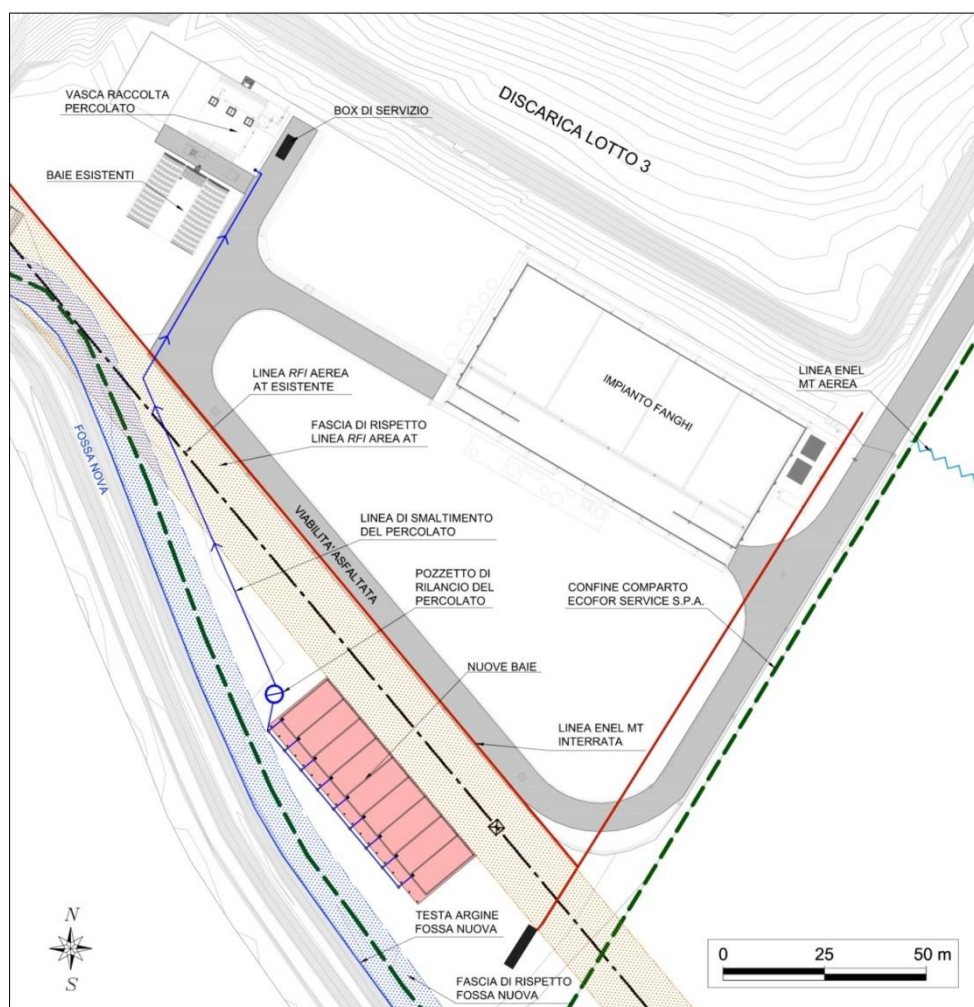 VASCA RACCOLTA
PERCOLATO
BOX DI SERVIZIO
DISCARICA LOTTO 3
BAIE ESISTENTI
IMPIANTO FANGHI
LINEA ENEL
MT AEREA
LINEA RFI AEREA
AT ESISTENTE
FASCIA DI RISPETTO
LINEA RFI AREA AT
FOSSA NOVA
VIABILITA' ASFALTATA
LINEA DI SMALTIMENTO
DEL PERCOLATO
POZZETTO DI
RILANCIO DEL
PERCOLATO
CONFINE COMPARTO
ECOFOR SERVICE S.P.A.
NUOVE BAIE
LINEA ENEL MT
INTERRATA
TESTA ARGINE
FOSSA NUOVA
FASCIA DI RISPETTO
FOSSA NUOVA
N
S
0 25 50 m